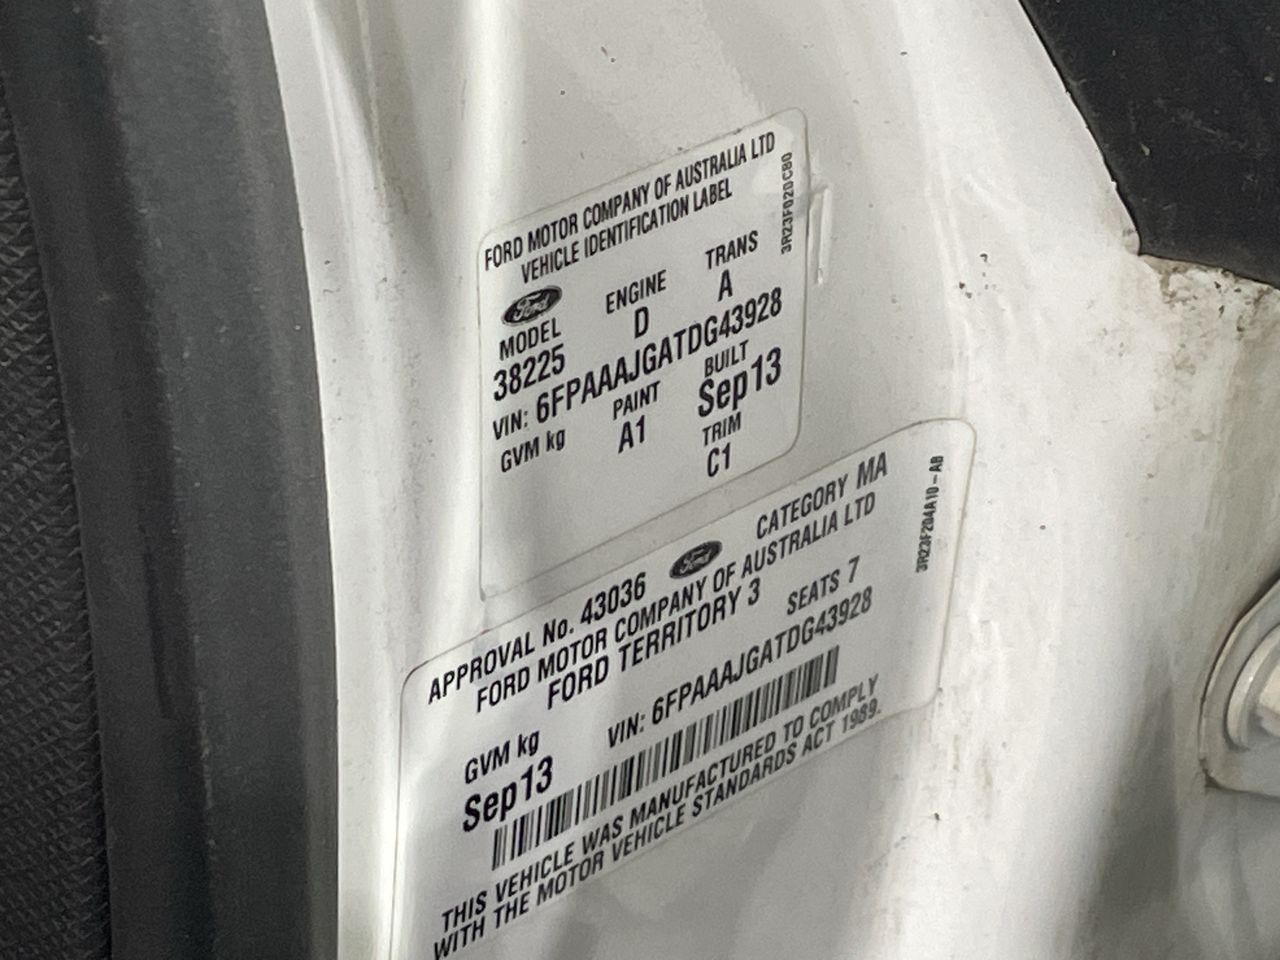 FORD MOTOR COMPANY OF AUSTRALIA LTD
VEHICLE IDENTIFICATION LABEL
3R23F020CB0
Ford
MODEL ENGINE TRANS
38225 D A
VIN: 6FPAAAJGATDG43928
GVM kg PAINT BUILT
A1 Sep13
TRIM
C1
APPROVAL No. 43036 Ford CATEGORY MA
FORD MOTOR COMPANY OF AUSTRALIA LTD
FORD TERRITORY 3 SEATS 7
3R23F204A10-AB
VIN: 6FPAAAJGATDG43928
GVM kg
Sep13
THIS VEHICLE WAS MANUFACTURED TO COMPLY
WITH THE MOTOR VEHICLE STANDARDS ACT 1989.